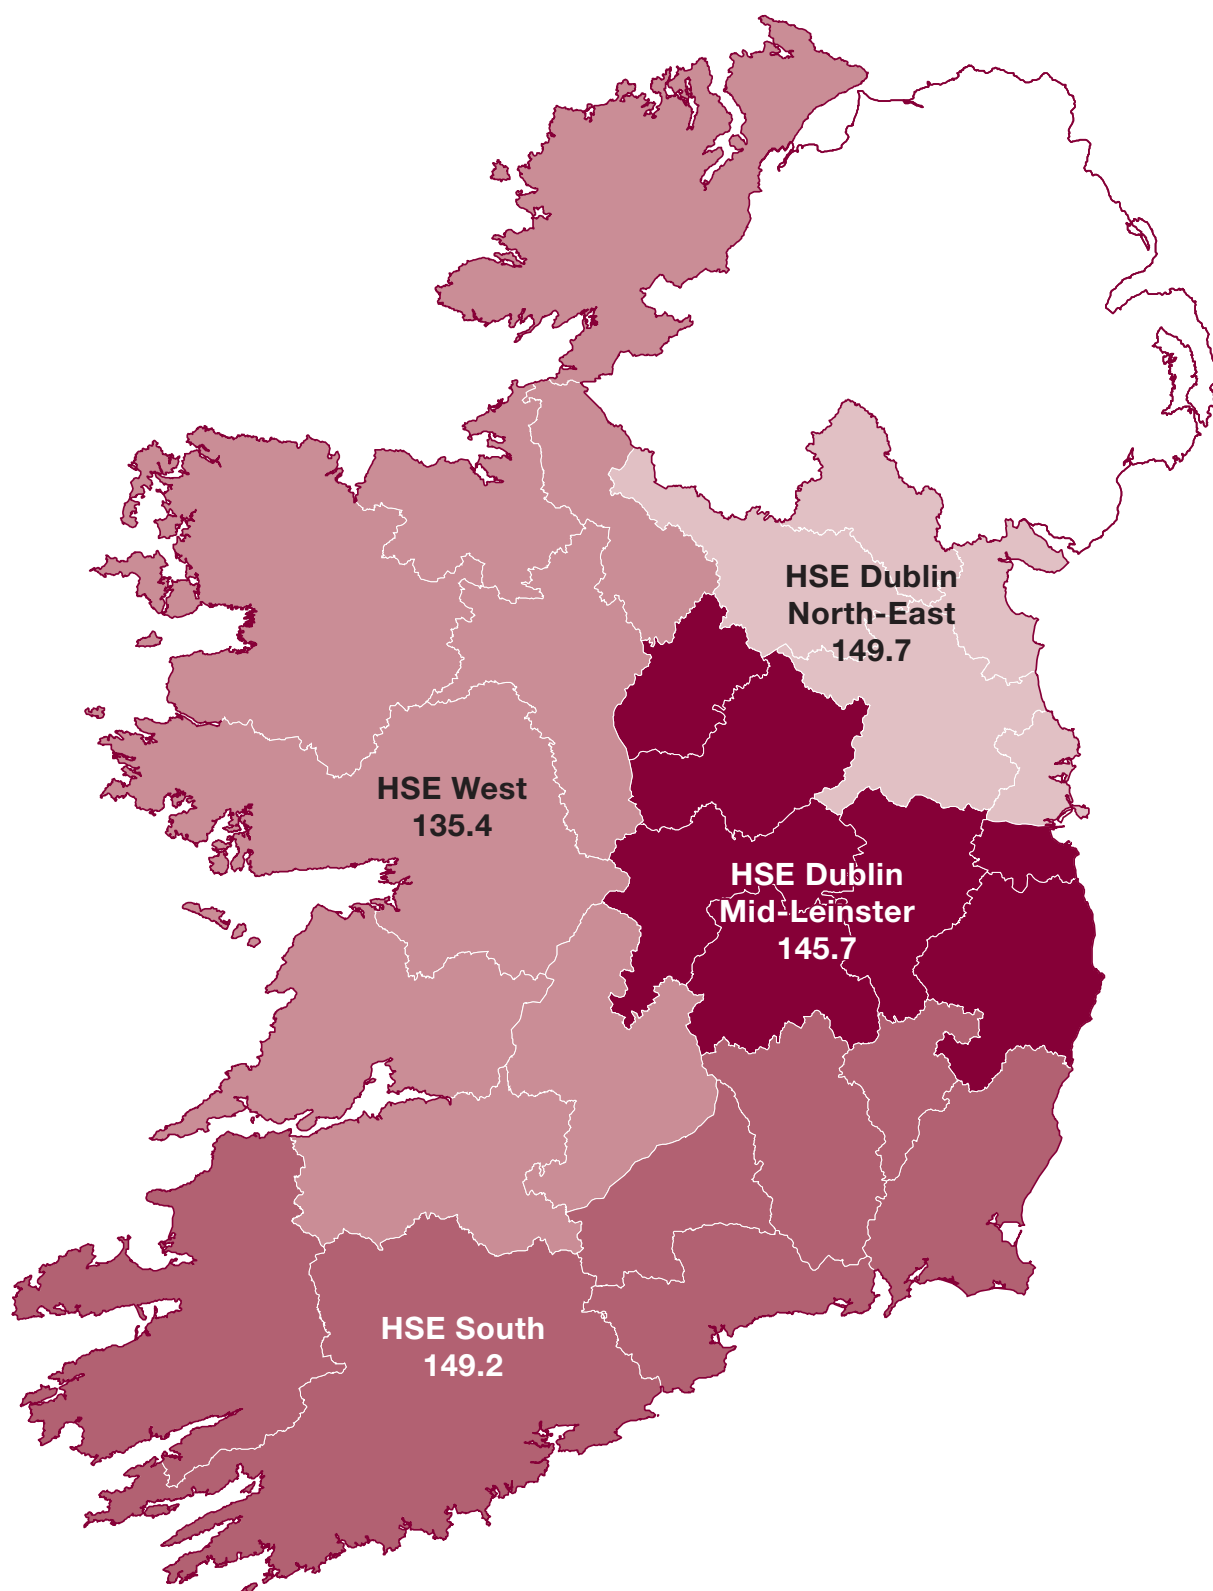 HSE Dublin
North-East
149.7
HSE West
135.4
HSE Dublin
Mid-Leinster
145.7
HSE South
149.2